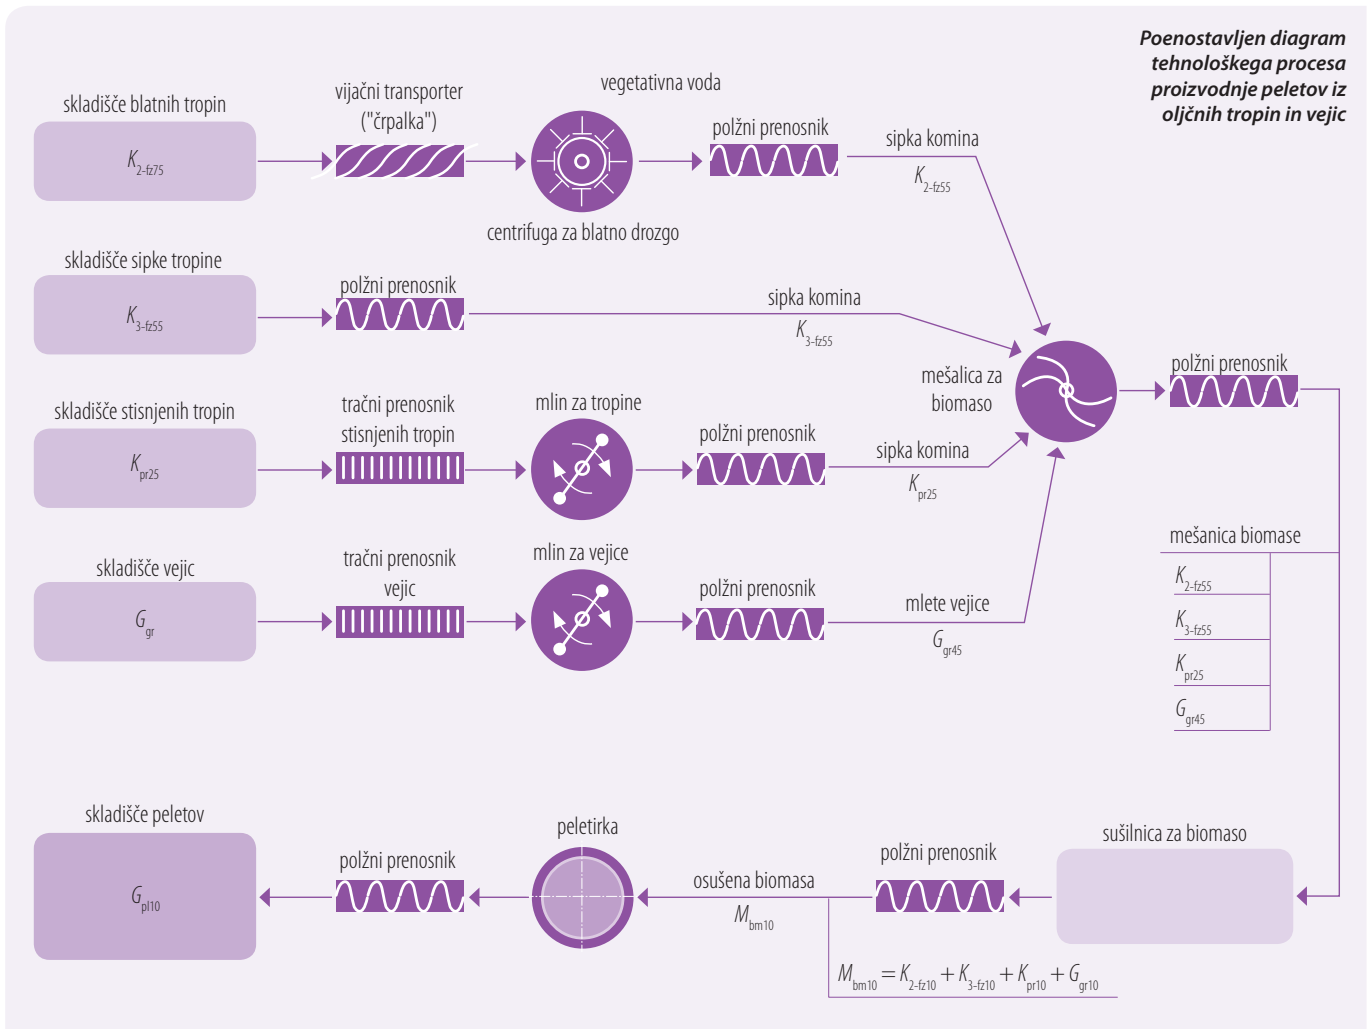 Poenostavljen diagram
tehnološkega procesa
proizvodnje peletov iz
oljčnih tropin in vejic
skladišče blatnih tropin
K2-fz75
vijačni transporter
("črpalka")
vegetativna voda
centrifuga za blatno drozgo
polžni prenosnik
sipka komina
K2-fz55
skladišče sipke tropine
K3-fz55
polžni prenosnik
sipka komina
K3-fz55
mešalica za
biomaso
polžni prenosnik
skladišče stisnjenih tropin
Kpr25
tračni prenosnik
stisnjenih tropin
mlin za tropine
polžni prenosnik
sipka komina
Kpr25
skladišče vejic
Ggr
tračni prenosnik
vejic
mlin za vejice
polžni prenosnik
mlete vejice
Ggr45
mešanica biomase
K2-fz55
K3-fz55
Kpr25
Ggr45
skladišče peletov
Gpl10
polžni prenosnik
peletirka
osušena biomasa
Mbm10
polžni prenosnik
sušilnica za biomaso
Mbm10 = K2-fz10 + K3-fz10 + Kpr10 + Ggr10